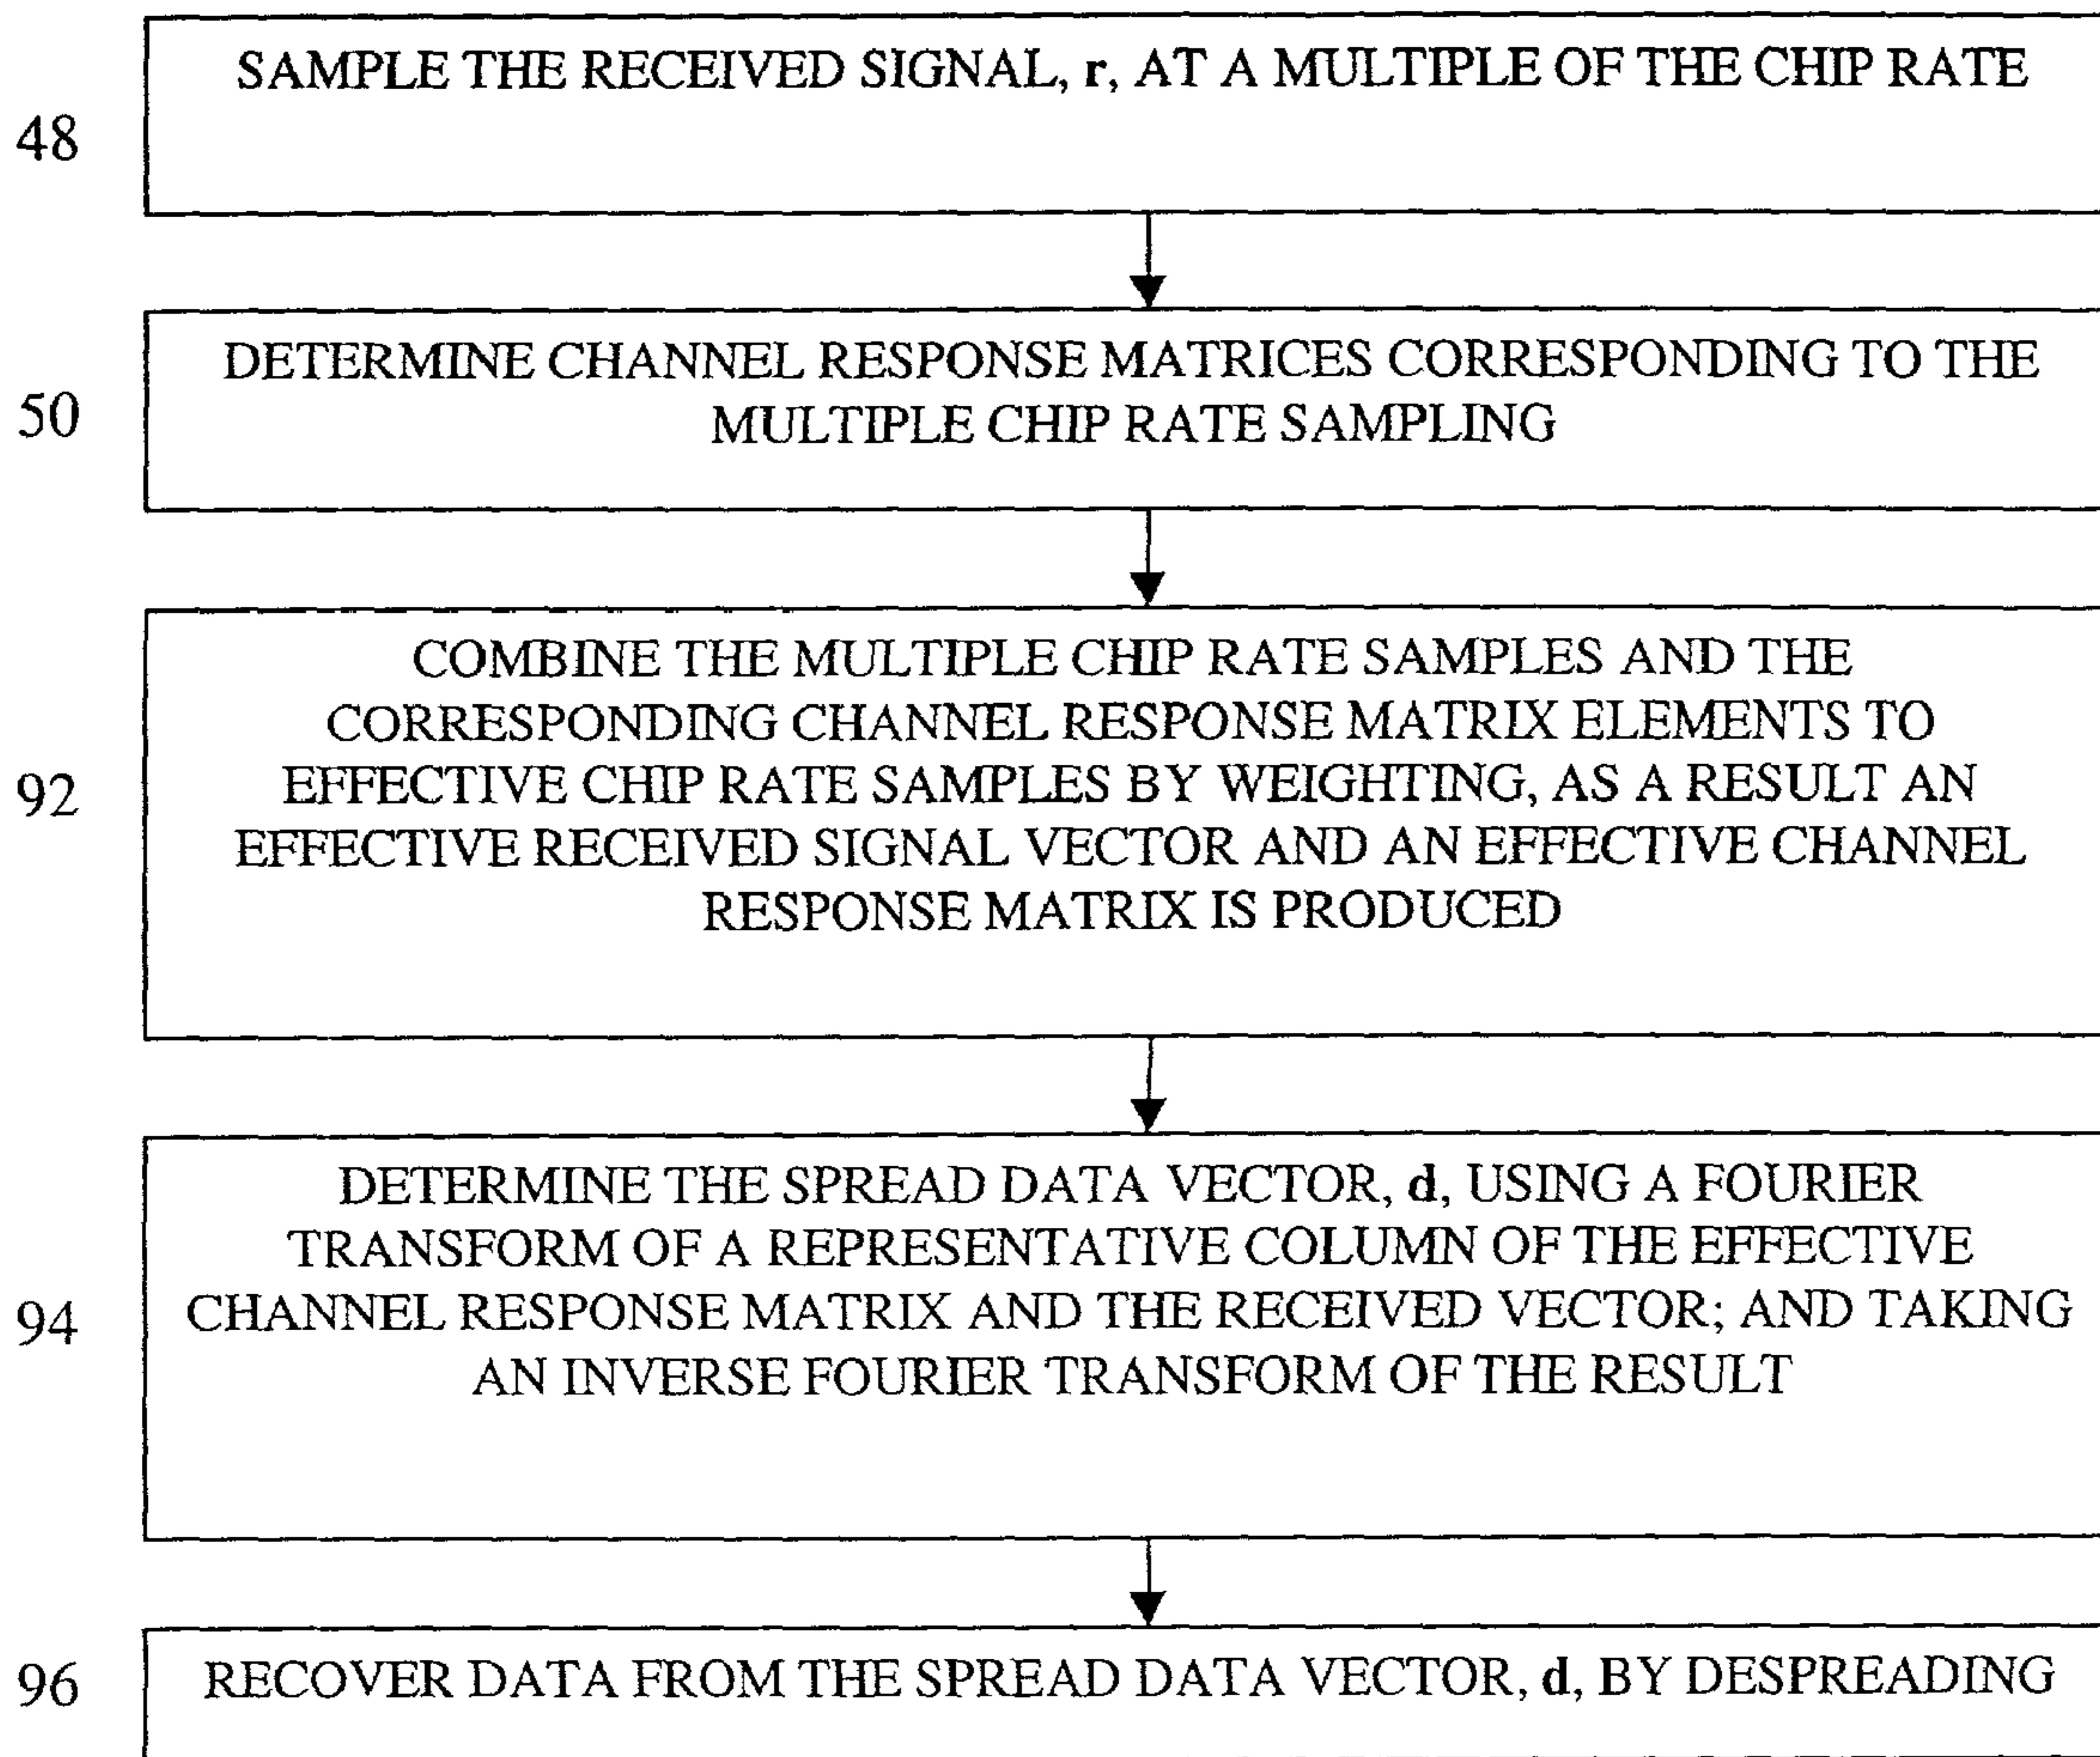 SAMPLE THE RECEIVED SIGNAL, r, AT A MULTIPLE OF THE CHIP RATE
48
DETERMINE CHANNEL RESPONSE MATRICES CORRESPONDING TO THE
MULTIPLE CHIP RATE SAMPLING
50
COMBINE THE MULTIPLE CHIP RATE SAMPLES AND THE
CORRESPONDING CHANNEL RESPONSE MATRIX ELEMENTS TO
EFFECTIVE CHIP RATE SAMPLES BY WEIGHTING, AS A RESULT AN
EFFECTIVE RECEIVED SIGNAL VECTOR AND AN EFFECTIVE CHANNEL
RESPONSE MATRIX IS PRODUCED
92
DETERMINE THE SPREAD DATA VECTOR, d, USING A FOURIER
TRANSFORM OF A REPRESENTATIVE COLUMN OF THE EFFECTIVE
CHANNEL RESPONSE MATRIX AND THE RECEIVED VECTOR; AND TAKING
AN INVERSE FOURIER TRANSFORM OF THE RESULT
94
96
RECOVER DATA FROM THE SPREAD DATA VECTOR, d, BY DESPREADING